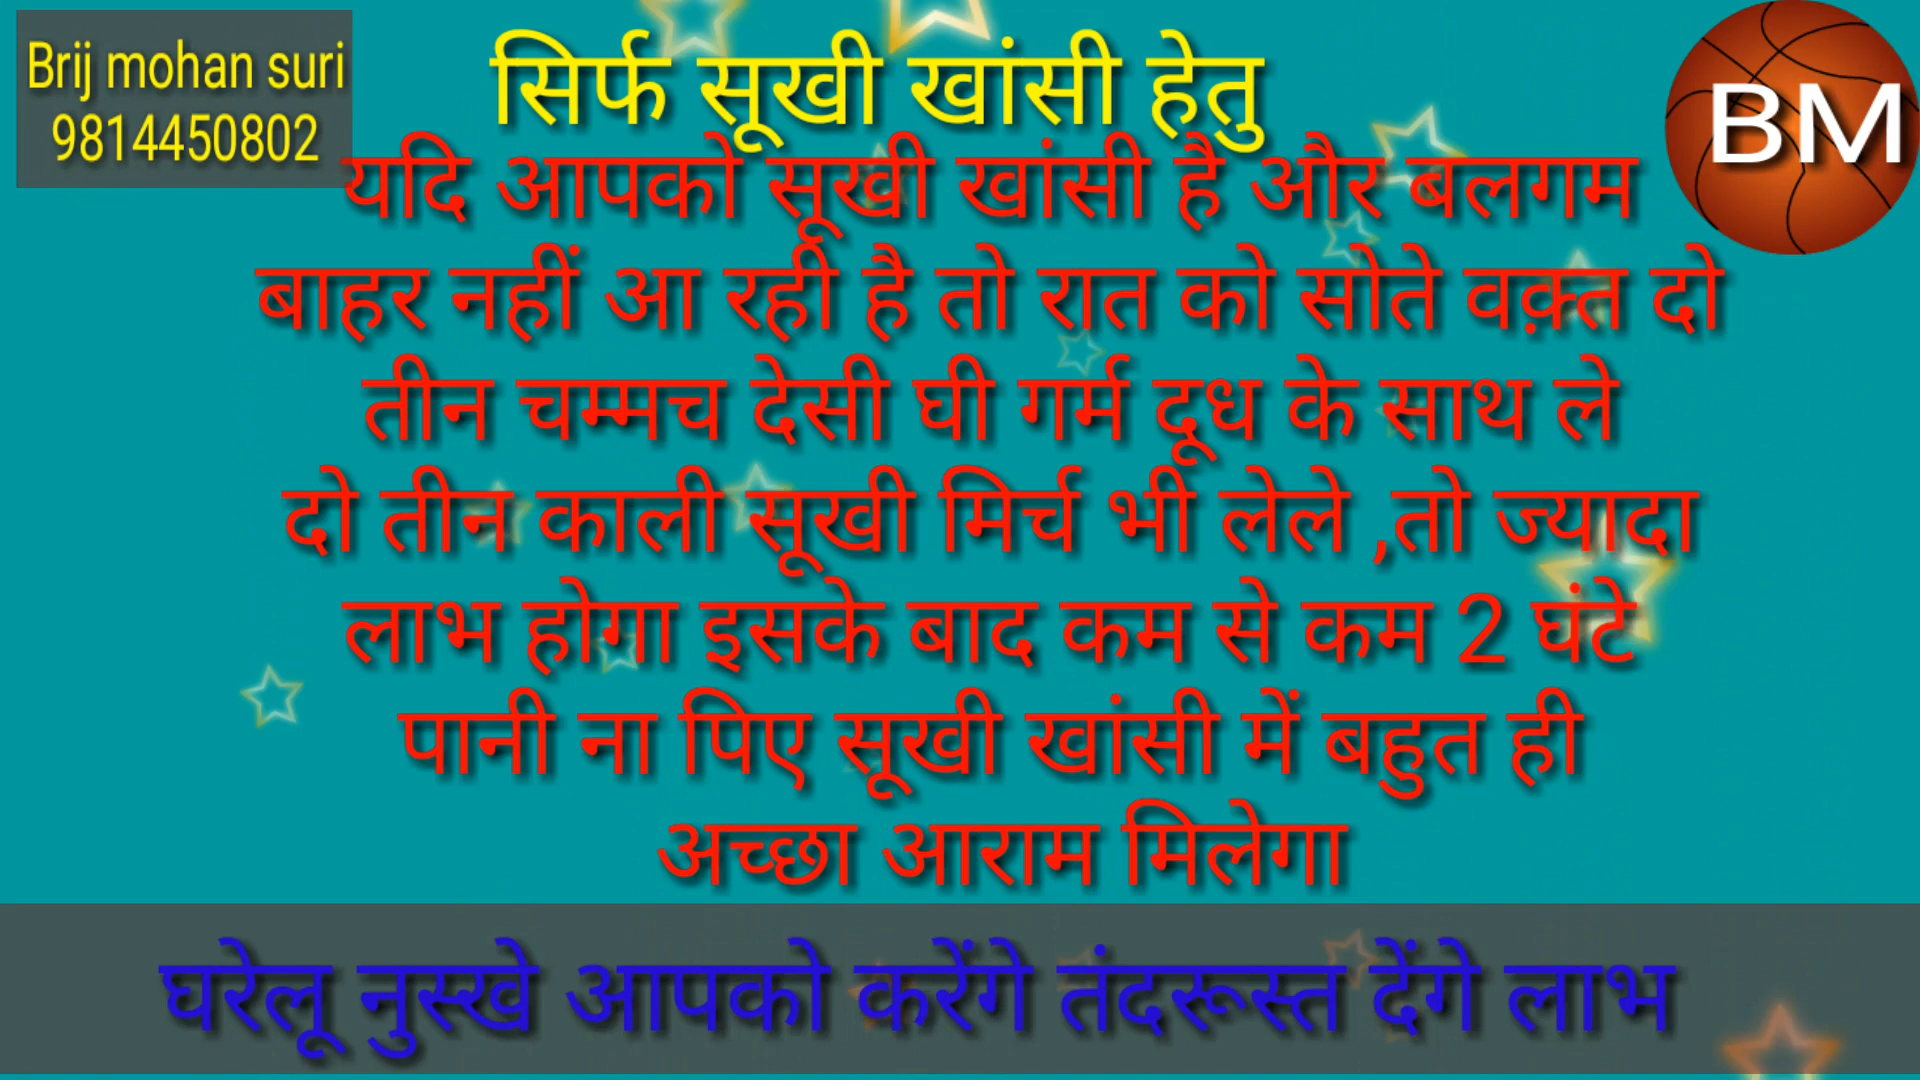 Brij mohan suri
9814450802
BM
सिर्फ सूखी खांसी हेतु
यदि आपको सूखी खांसी है और बलगम
बाहर नहीं आ रही है तो रात को सोते वक़्त दो
तीन चम्मच देसी घी गर्म दूध के साथ ले
दो तीन काली सूखी मिर्च भी लेले ,तो ज्यादा
लाभ होगा इसके बाद कम से कम 2 घंटे
पानी ना पिए सूखी खांसी में बहुत ही
अच्छा आराम मिलेगा
घरेलू नुस्खे आपको करेंगे तंदरूस्त देंगे लाभ